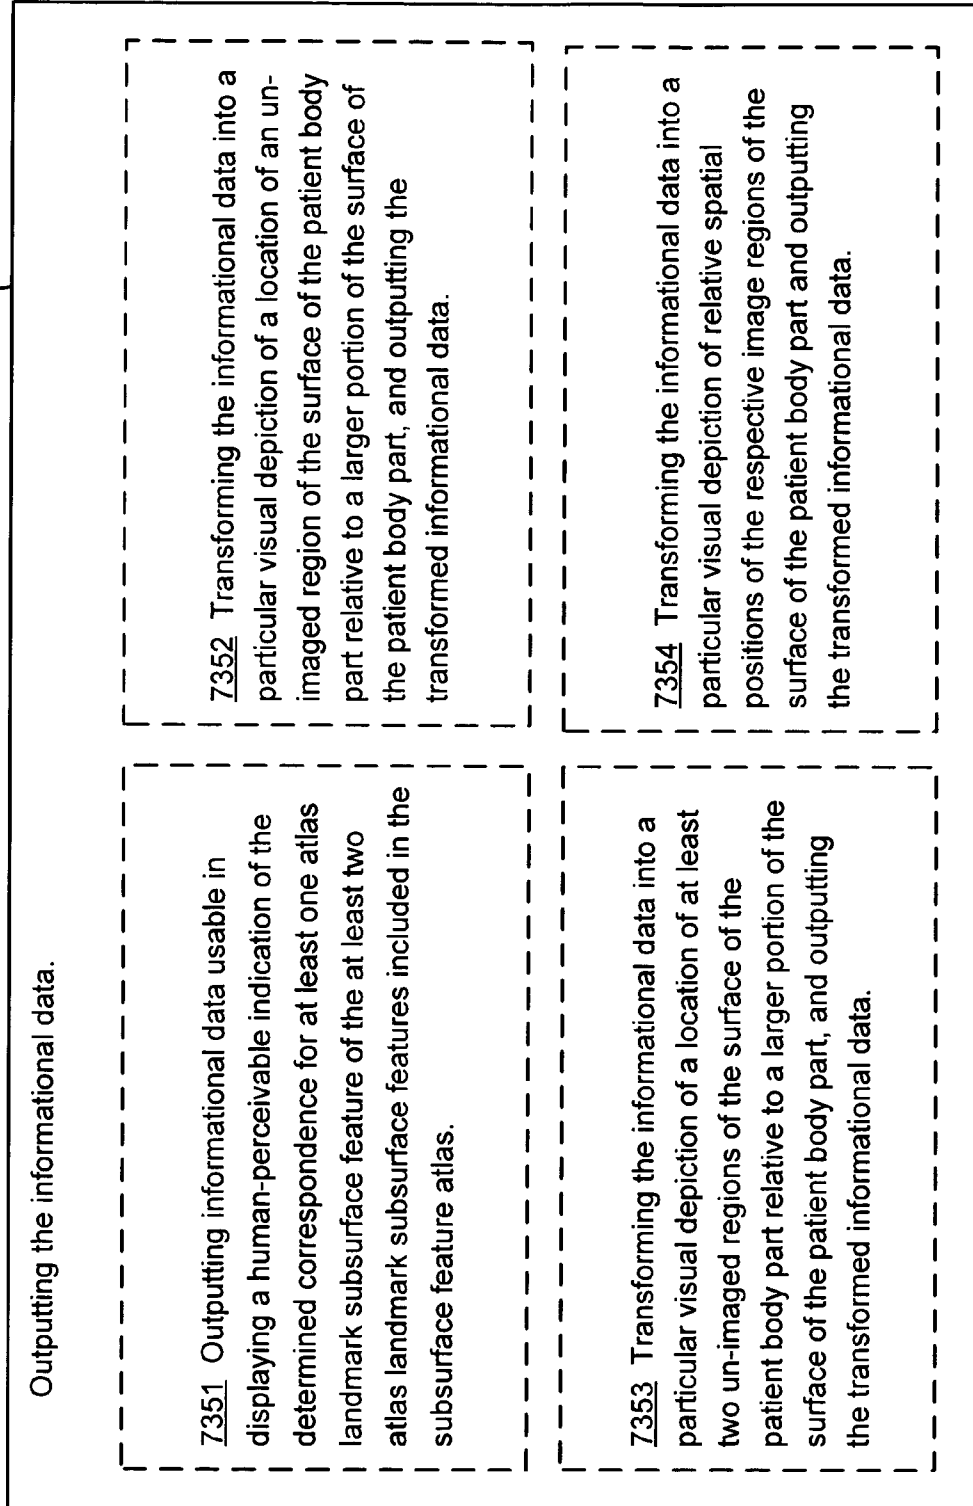 Outputting the informational data.
7351 Outputting informational data usable in
displaying a human-perceivable indication of the
determined correspondence for at least one atlas
landmark subsurface feature of the at least two
atlas landmark subsurface features included in the
subsurface feature atlas.
7352 Transforming the informational data into a
particular visual depiction of a location of an un-
imaged region of the surface of the patient body
part relative to a larger portion of the surface of
the patient body part, and outputting the
transformed informational data.
7353 Transforming the informational data into a
particular visual depiction of a location of at least
two un-imaged regions of the surface of the
patient body part relative to a larger portion of the
surface of the patient body part, and outputting
the transformed informational data.
7354 Transforming the informational data into a
particular visual depiction of relative spatial
positions of the respective image regions of the
surface of the patient body part and outputting
the transformed informational data.